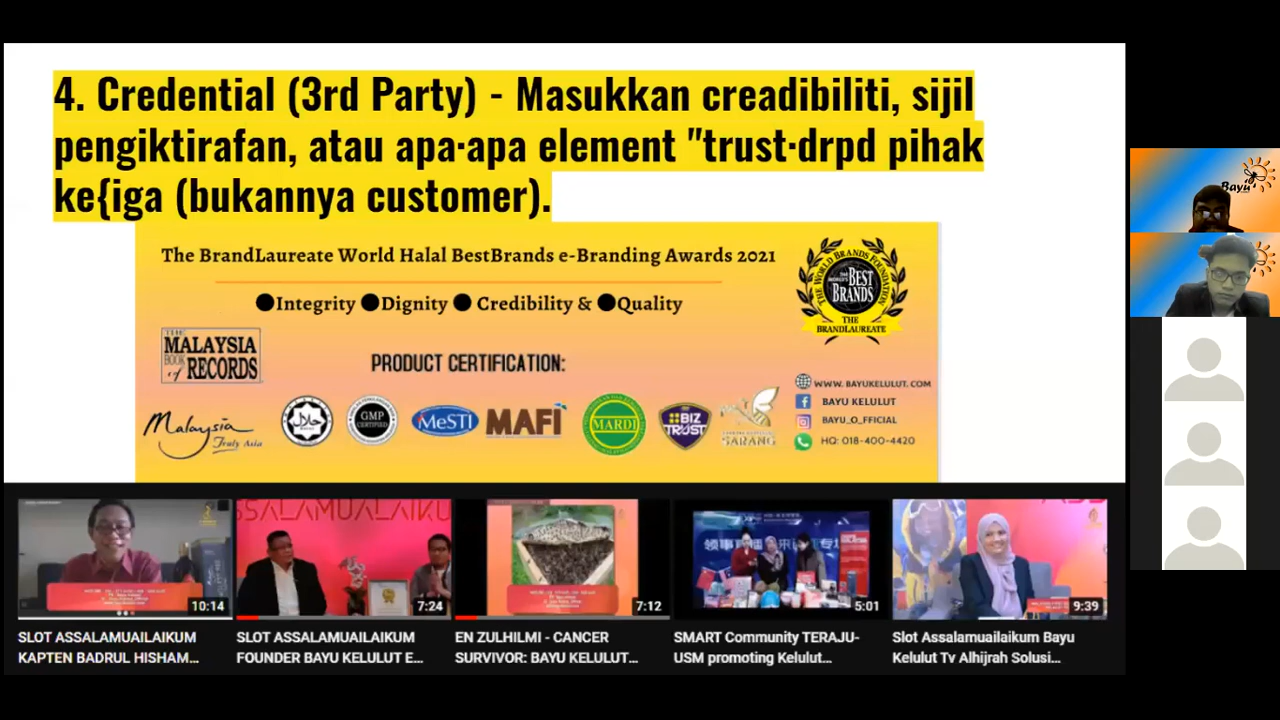 4. Credential (3rd Party) - Masukkan creadibiliti, sijil
pengiktirafan, atau apa·apa element "trust·drpd pihak
ke{iga (bukannya customer).
The BrandLaureate World Halal BestBrands e-Branding Awards 2021
●Integrity ●Dignity ● Credibility & ●Quality
THE WORLD BRANDS FOUNDATION
THE WORLD'S BEST BRANDS
THE
BRANDLAUREATE
THE
MALAYSIA
BOOK of RECORDS
PRODUCT CERTIFICATION:
Malaysia
Truly Asia
GMP
CERTIFIED
MeSTI
MAFI
MARDI
BIZ
TRUST
SARANG
WWW. BAYUKELULUT. COM
BAYU KELULUT
BAYU_O_FFICIAL
HQ: 018-400-4420
Bayu
10:14
SSALAMUALAIKU
7:24
7:12
5:01
9:39
SLOT ASSALAMUAILAIKUM
KAPTEN BADRUL HISHAM...
SLOT ASSALAMUAILAIKUM
FOUNDER BAYU KELULUT E...
EN ZULHILMI - CANCER
SURVIVOR: BAYU KELULUT...
SMART Community TERAJU-
USM promoting Kelulut...
Slot Assalamuailaikum Bayu
Kelulut Tv Alhijrah Solusi...